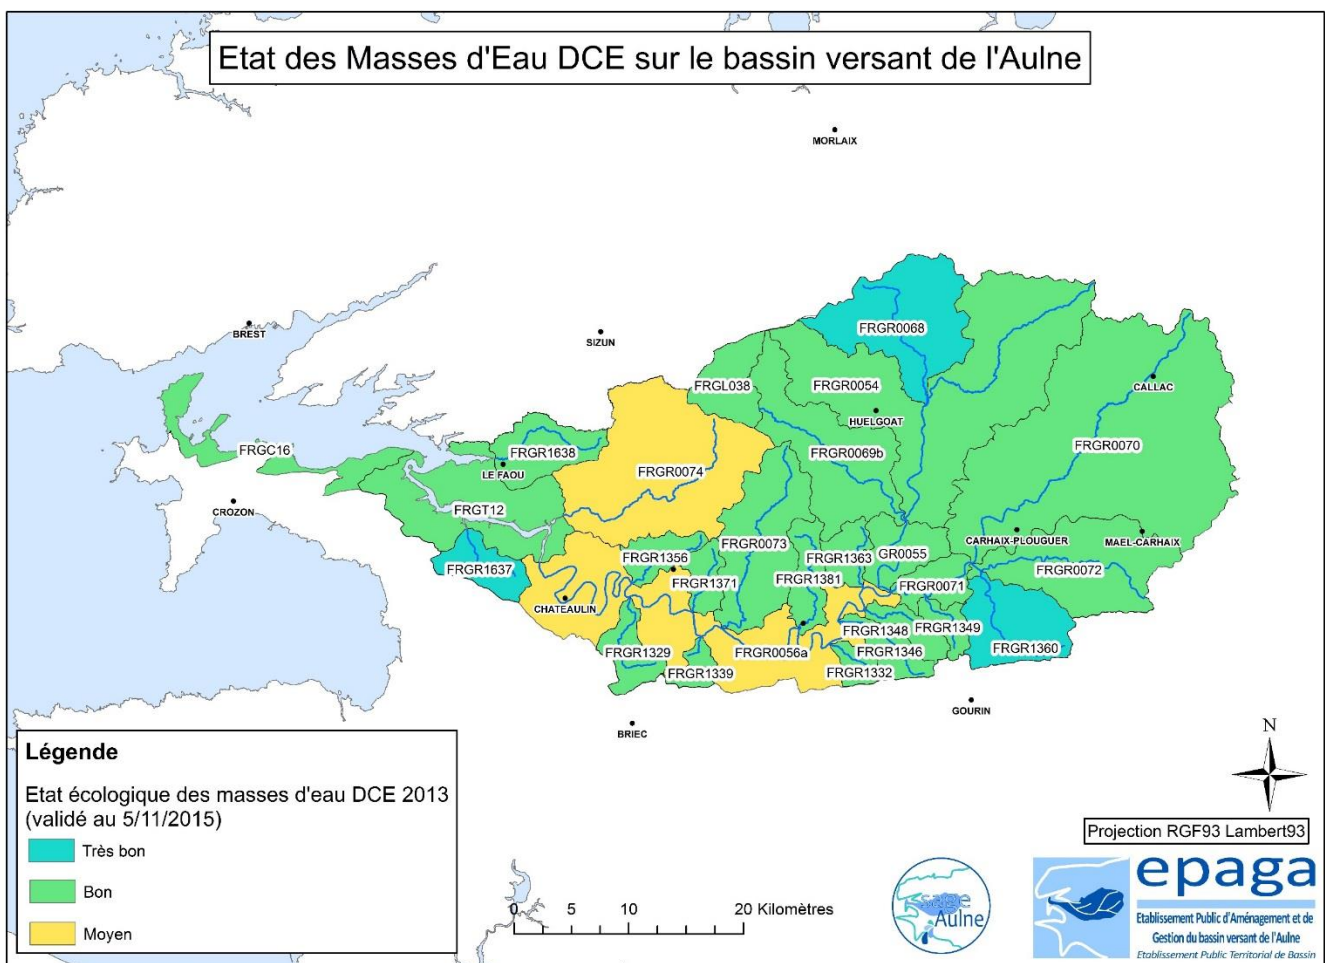 Etat des Masses d'Eau DCE sur le bassin versant de l'Aulne
MORLAIX
BREST
SIZUN
FRGR0068
FRGL038
FRGR0054
CALLAC
HUELGOAT
FRGR0070
FRGC16
FRGR1638
LE FAOU
FRGR0074
FRGR0069b
CROZON
FRGT12
FRGR1356
FRGR0073
FRGR1363
GR0055
CARHAIX-PLOUGUER
MAEL-CARHAIX
FRGR1637
FRGR1371
FRGR1381
FRGR0071
FRGR0072
CHATEAULIN
FRGR1329
FRGR0056a
FRGR1348
FRGR1349
FRGR1346
FRGR1360
FRGR1339
FRGR1332
GOURIN
BRIEC
Légende
Etat écologique des masses d'eau DCE 2013
(validé au 5/11/2015)
Très bon
Bon
Moyen
0 5 10 20 Kilomètres
N
Projection RGF93 Lambert93
sage
Aulne
epaga
Etablissement Public d'Aménagement et de
Gestion du bassin versant de l'Aulne
Etablissement Public Territorial de Bassin